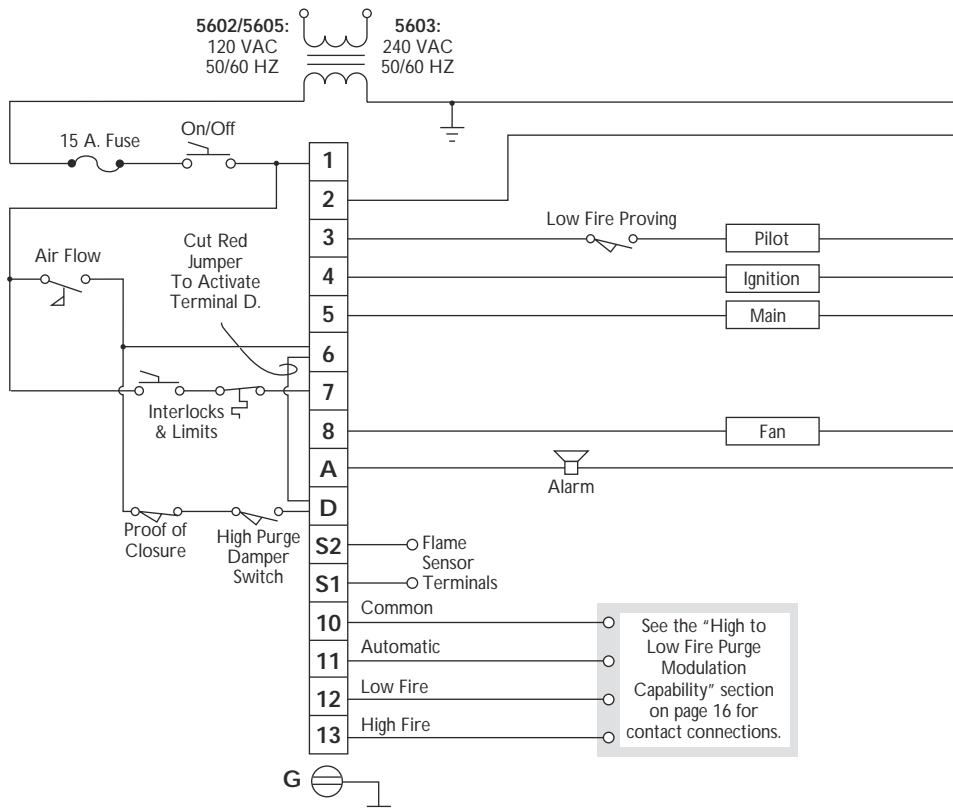 5602/5605:
120 VAC
50/60 HZ
5603:
240 VAC
50/60 HZ
15 A. Fuse
On/Off
1
2
3
Low Fire Proving
Pilot
Air Flow
Cut Red
Jumper
To Activate
Terminal D.
4
Ignition
5
Main
6
7
Interlocks
& Limits
8
Fan
A
Alarm
D
Proof of
Closure
High Purge
Damper
Switch
S2
Flame
Sensor
Terminals
S1
10
Common
11
Automatic
12
Low Fire
13
High Fire
See the "High to
Low Fire Purge
Modulation
Capability" section
on page 16 for
contact connections.
G